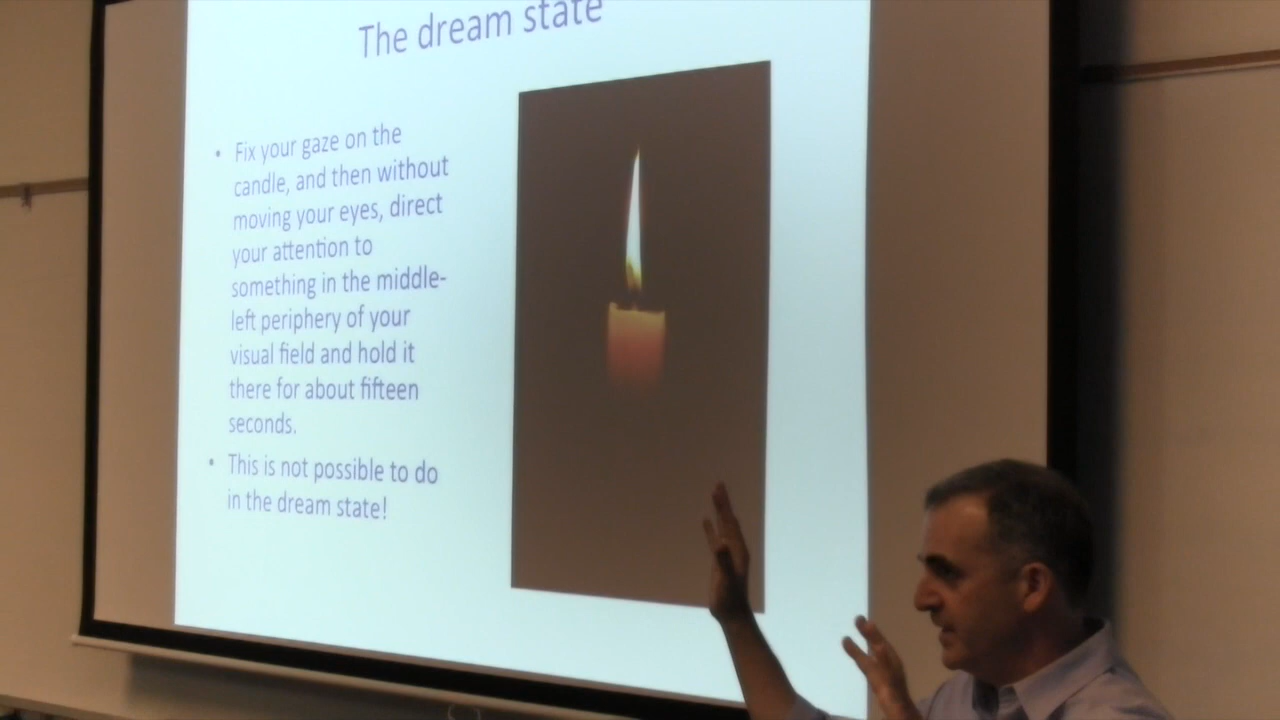 The dream state
• Fix your gaze on the
candle, and then without
moving your eyes, direct
your attention to
something in the middle-
left periphery of your
visual field and hold it
there for about fifteen
seconds.
• This is not possible to do
in the dream state!